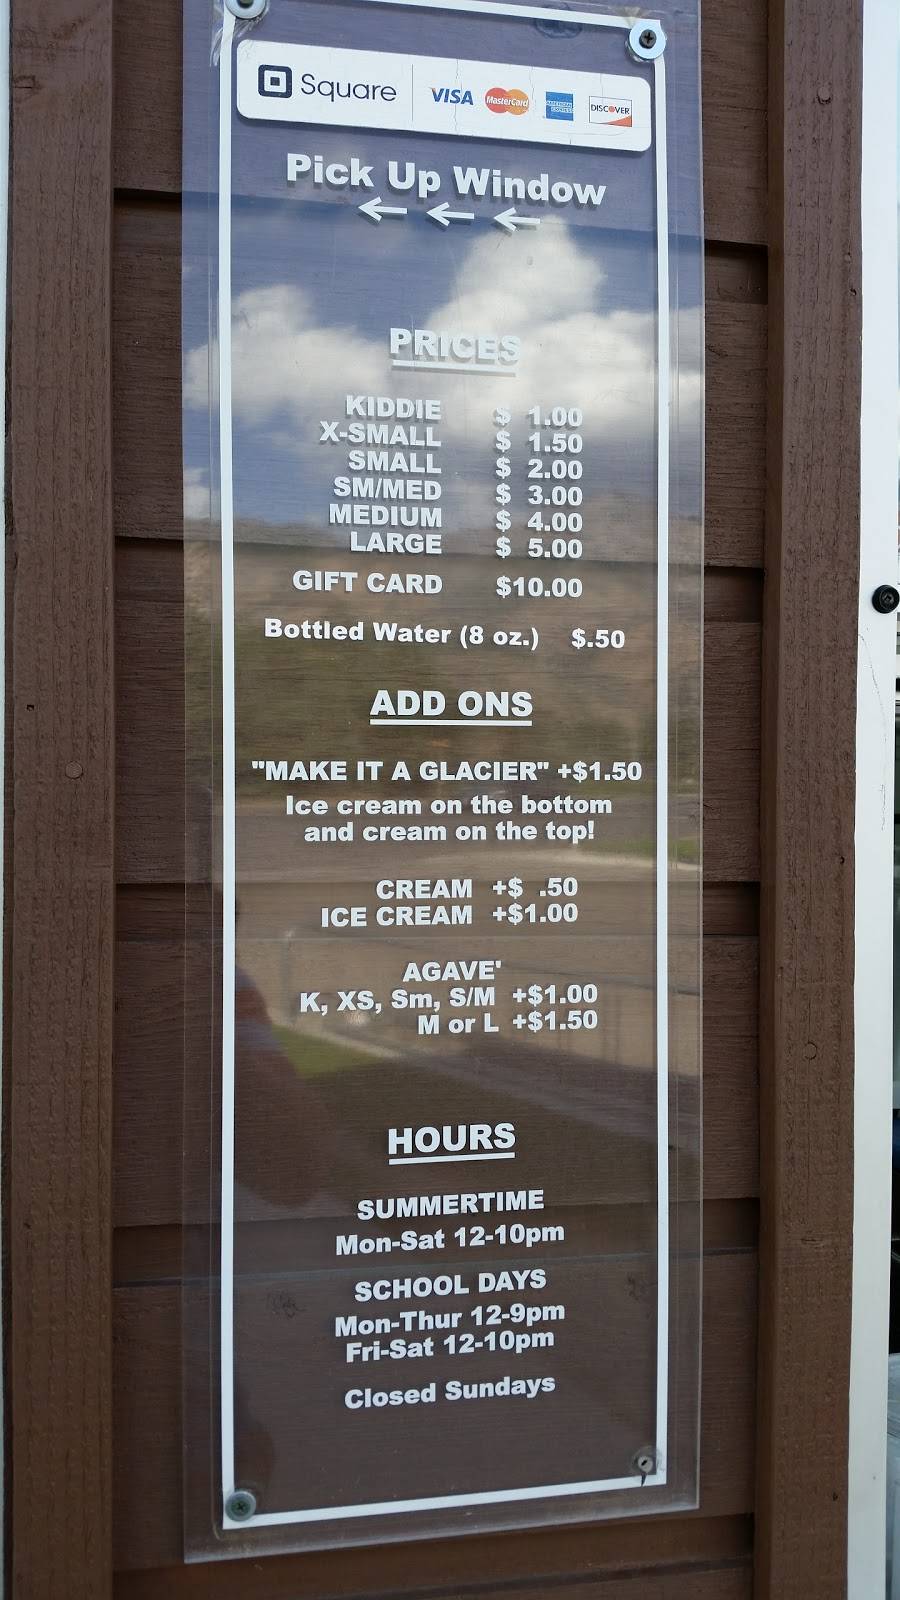 Square VISA MasterCard AMERICAN EXPRESS DISCOVER
Pick Up Window
← ← ←
PRICES
KIDDIE $ 1.00
X-SMALL $ 1.50
SMALL $ 2.00
SM/MED $ 3.00
MEDIUM $ 4.00
LARGE $ 5.00
GIFT CARD $10.00
Bottled Water (8 oz.) $.50
ADD ONS
"MAKE IT A GLACIER" +$1.50
Ice cream on the bottom
and cream on the top!
CREAM +$ .50
ICE CREAM +$1.00
AGAVE'
K, XS, Sm, S/M +$1.00
M or L +$1.50
HOURS
SUMMERTIME
Mon-Sat 12-10pm
SCHOOL DAYS
Mon-Thur 12-9pm
Fri-Sat 12-10pm
Closed Sundays